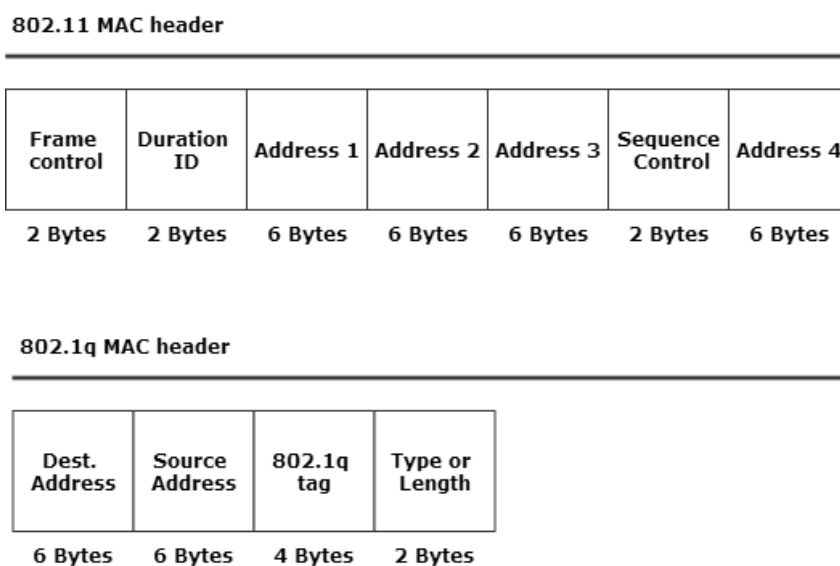 802.11 MAC header
Frame control
Duration ID
Address 1
Address 2
Address 3
Sequence Control
Address 4
2 Bytes
2 Bytes
6 Bytes
6 Bytes
6 Bytes
2 Bytes
6 Bytes
802.1q MAC header
Dest. Address
Source Address
802.1q tag
Type or Length
6 Bytes
6 Bytes
4 Bytes
2 Bytes